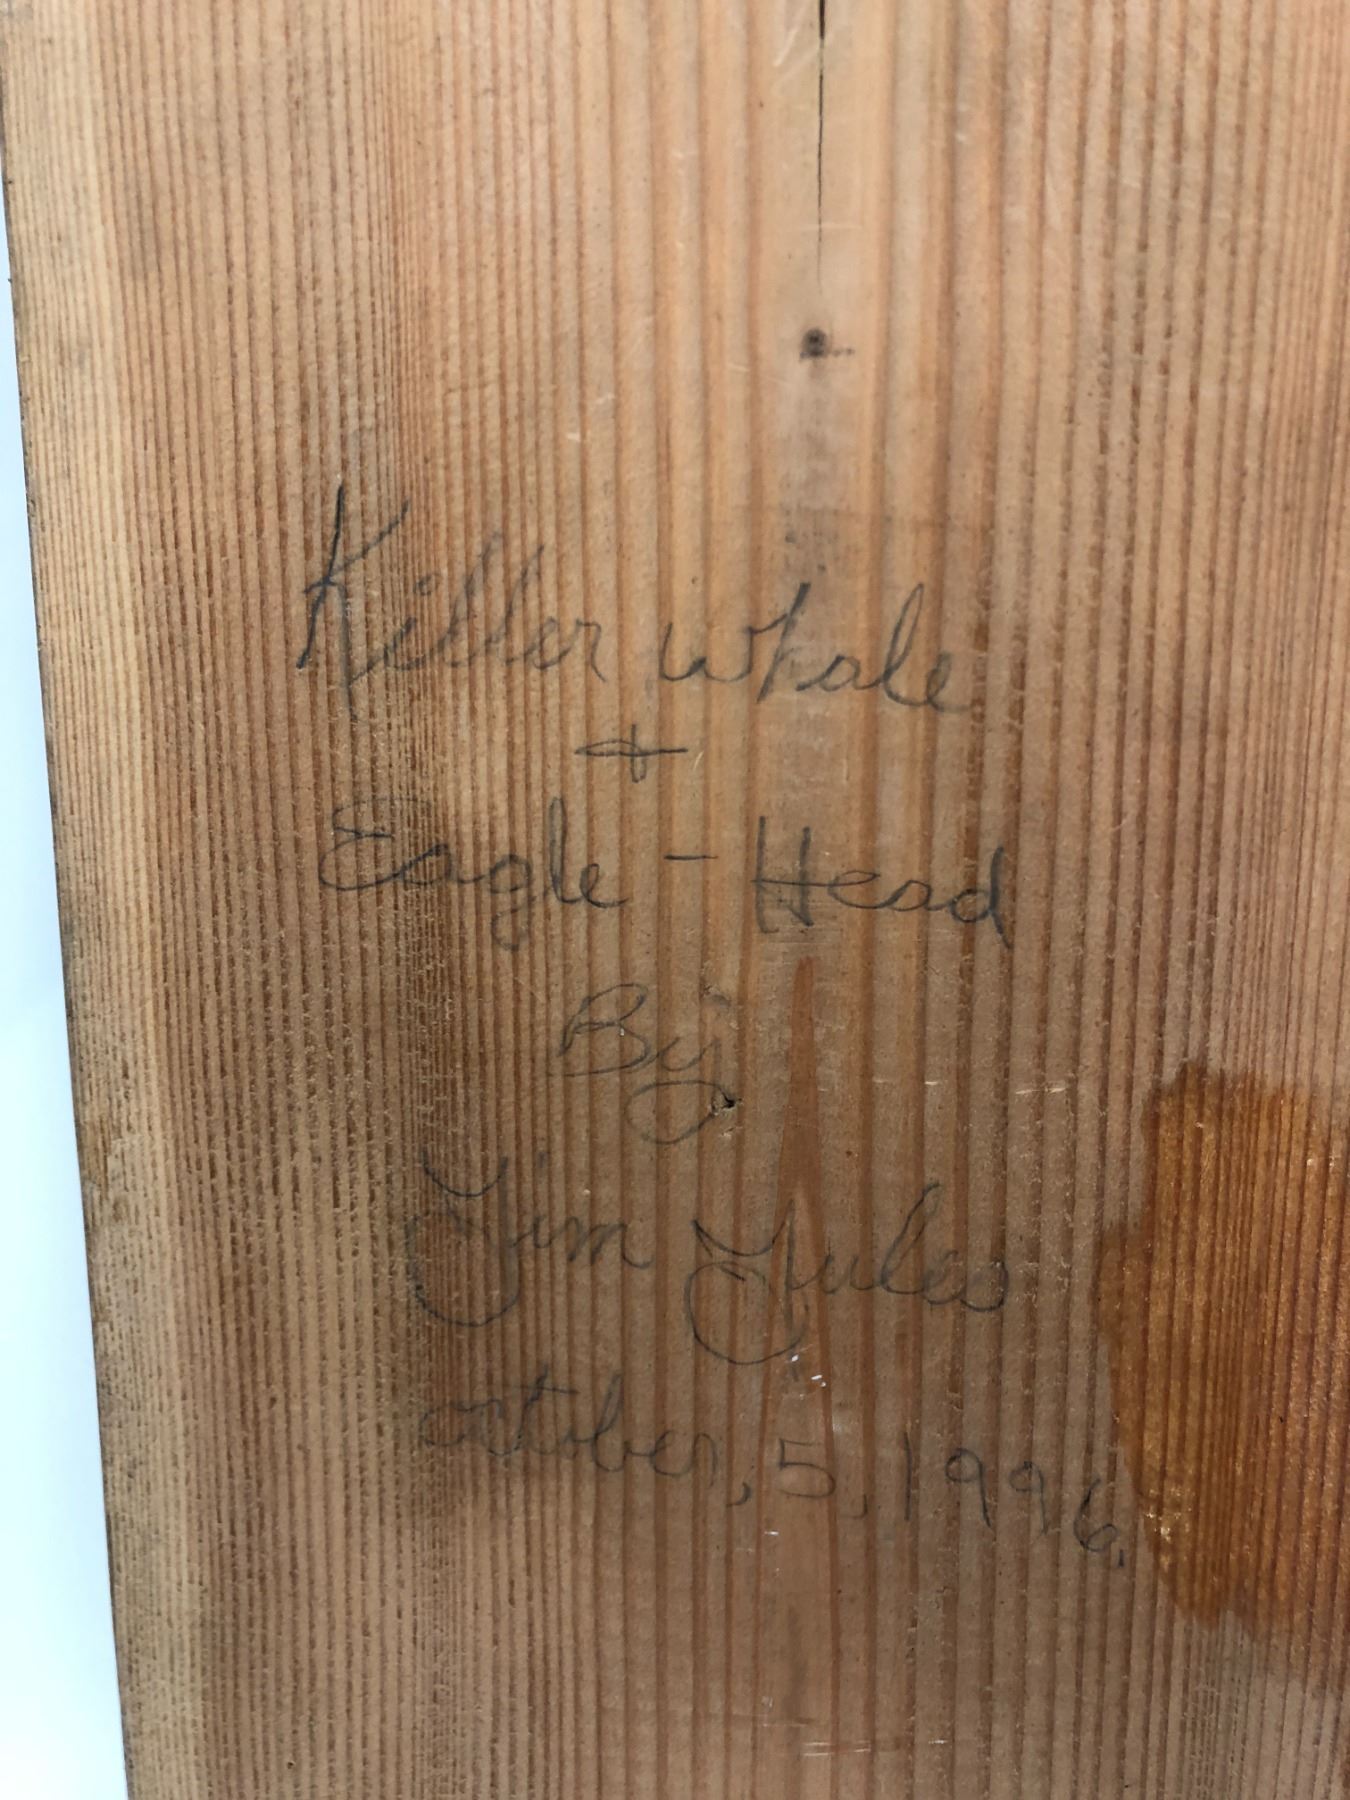 Killer whale
+
Eagle - Head
By
Jim Jules
october, 5, 1996.